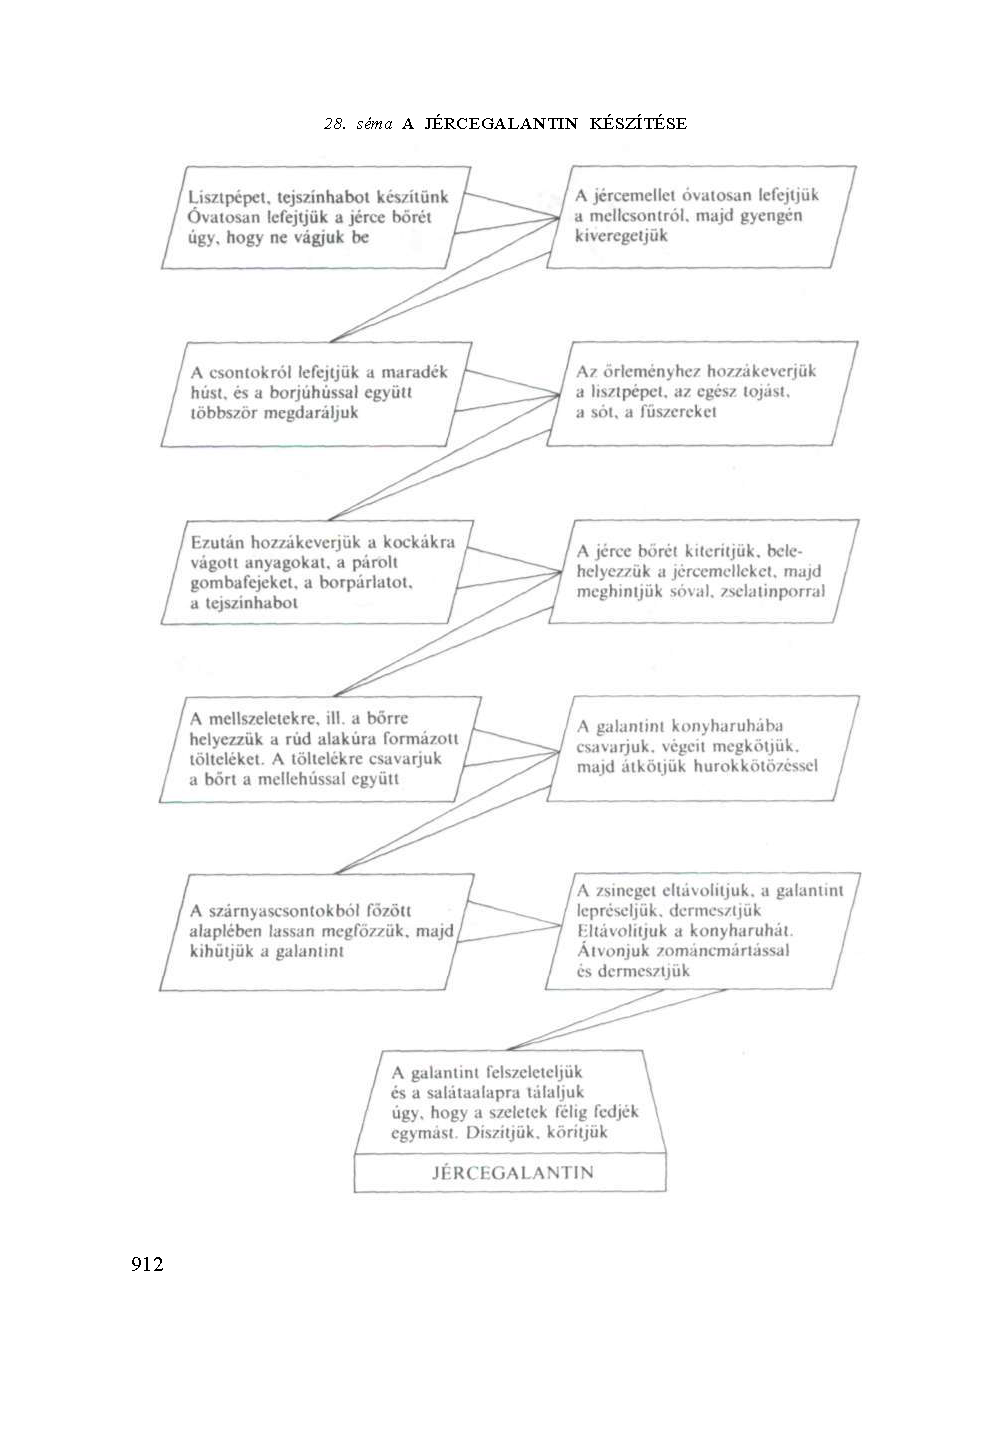 28. séma A JÉRCEGALANTIN KÉSZÍTÉSE
Lisztpépet, tejszínhabot készítünk
Óvatosan lefejtjük a jérce bőrét
úgy, hogy ne vágjuk be
A jércemellet óvatosan lefejtjük
a mellcsontról, majd gyengén
kiveregetjük
A csontokról lefejtjük a maradék
húst, és a borjúhússal együtt
többször megdaráljuk
Az őrleményhez hozzákeverjük
a lisztpépet, az egész tojást,
a sót, a fűszereket
Ezután hozzákeverjük a kockákra
vágott anyagokat, a párolt
gombafejeket, a borpárlatot,
a tejszínhabot
A jérce bőrét kiterítjük, bele-
helyezzük a jércemelleket, majd
meghintjük sóval, zselatinporral
A mellszeletekre, ill. a bőrre
helyezzük a rúd alakúra formázott
tölteléket. A töltelékre csavarjuk
a bőrt a mellehússal együtt
A galantint konyharuhába
csavarjuk, végeit megkötjük,
majd átkötjük hurokkötözéssel
A szárnyascsontokból főzött
alaplében lassan megfőzzük, majd
kihűtjük a galantint
A zsineget eltávolítjuk, a galantint
lepréseljük, dermesztjük
Eltávolítjuk a konyharuhát.
Átvonjuk zománcmártással
és dermesztjük
A galantint felszeleteljük
és a salátaalapra tálaljuk
úgy, hogy a szeletek félig fedjék
egymást. Díszítjük, körítjük
JÉRCEGALANTIN
912